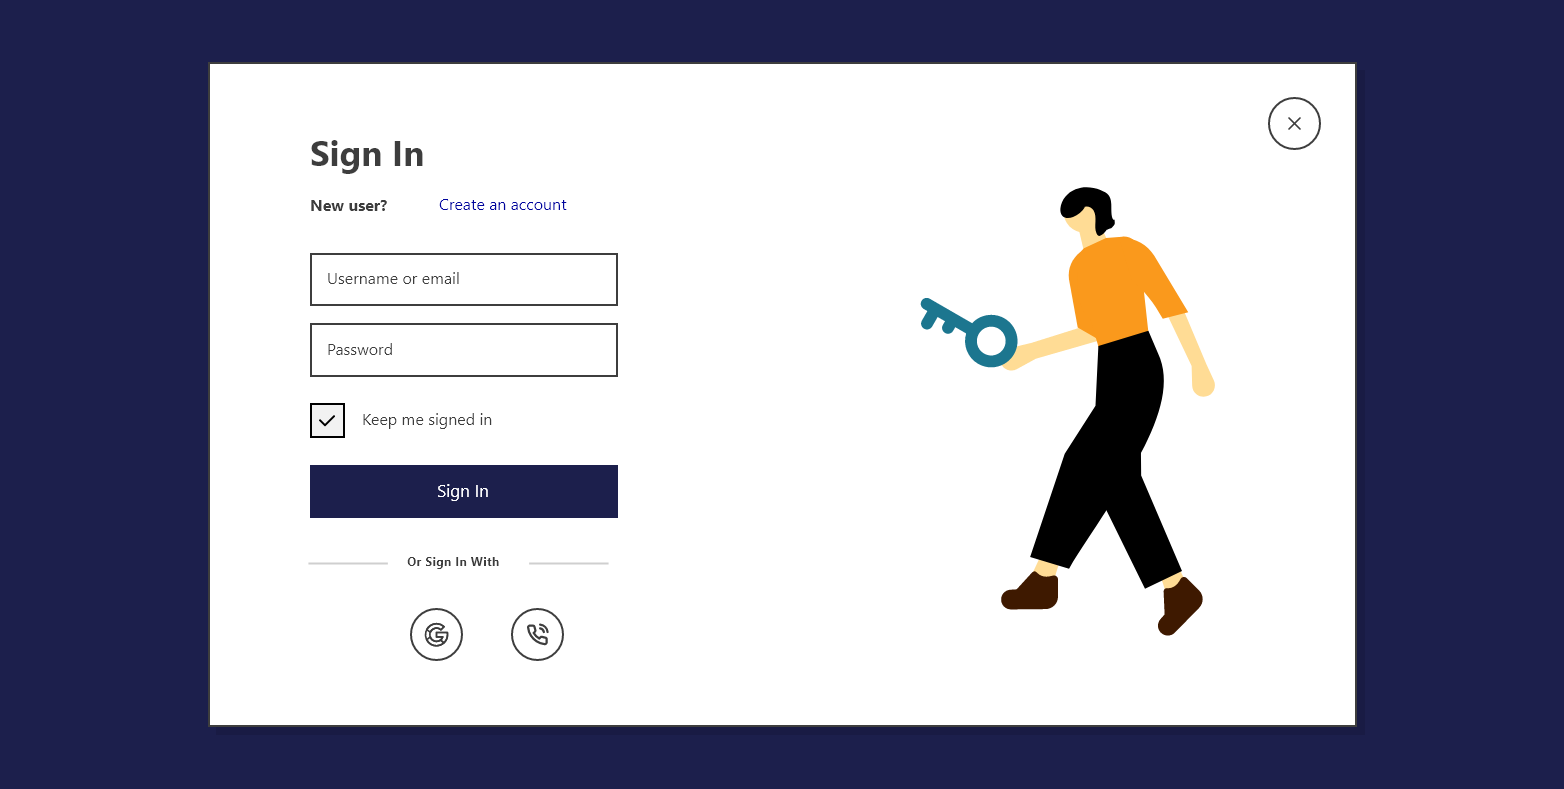 Sign In
New user? Create an account
Username or email
Password
Keep me signed in
Sign In
Or Sign In With